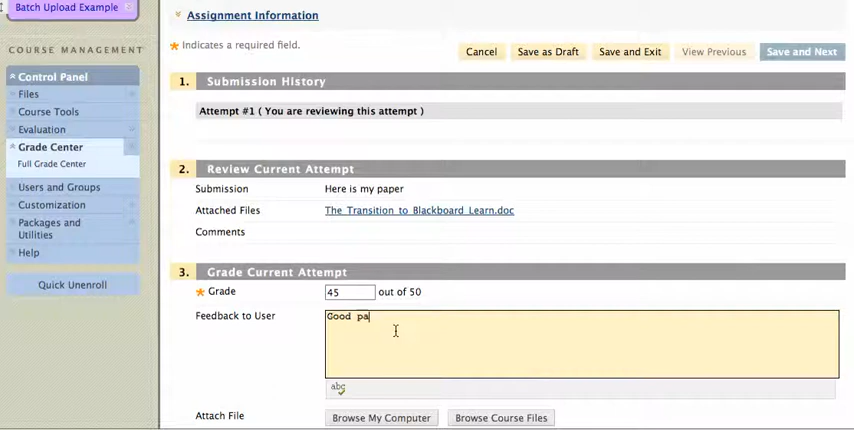 Batch Upload Example
Assignment Information
Indicates a required field.
Cancel
Save as Draft
Save and Exit
View Previous
Save and Next
COURSE MANAGEMENT
Control Panel
Files
Course Tools
Evaluation
Grade Center
Full Grade Center
Users and Groups
Customization
Packages and
Utilities
Help
Quick Unenroll
1. Submission History
Attempt #1 ( You are reviewing this attempt )
2. Review Current Attempt
Submission Here is my paper
Attached Files The Transition to Blackboard Learn.doc
Comments
3. Grade Current Attempt
Grade 45 out of 50
Feedback to User Good pa
abc
Attach File Browse My Computer Browse Course Files